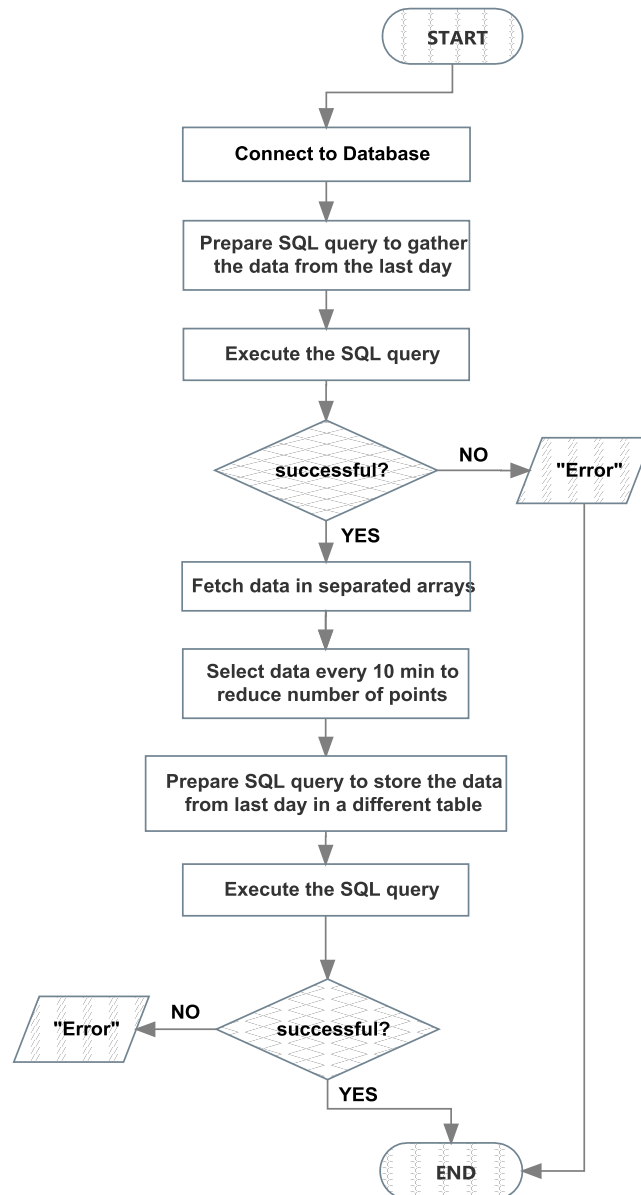 START
Connect to Database
Prepare SQL query to gather
the data from the last day
Execute the SQL query
successful?
NO
"Error"
YES
Fetch data in separated arrays
Select data every 10 min to
reduce number of points
Prepare SQL query to store the data
from last day in a different table
Execute the SQL query
"Error"
NO
successful?
YES
END